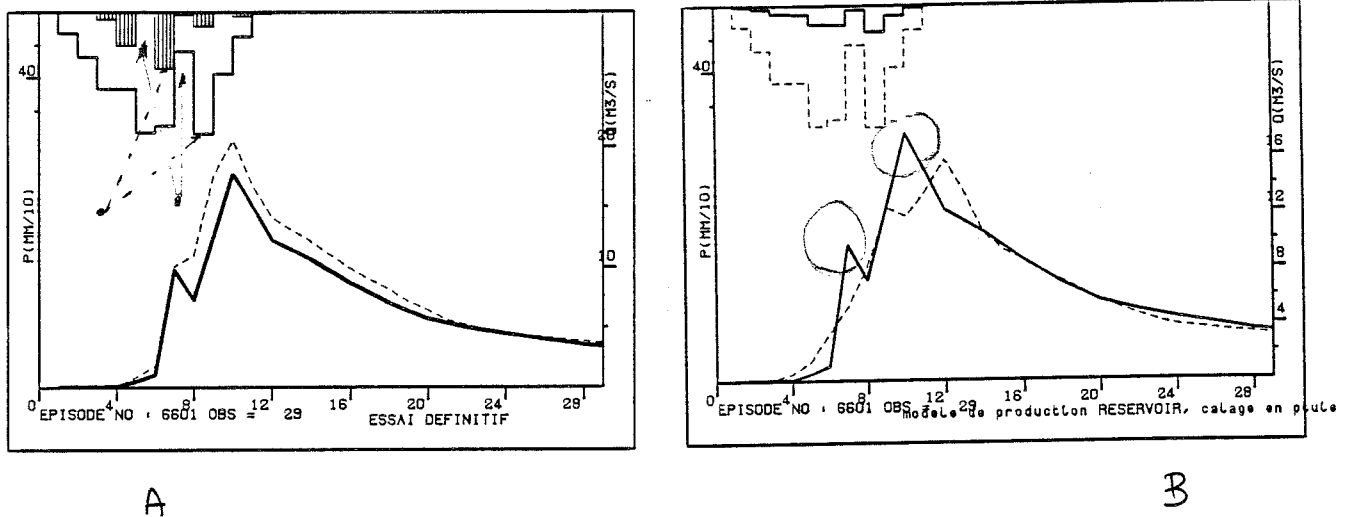 40
P(MM/10)
Q(M3/S)
20
10
0 4 8 12 16 20 24 28
EPISODE NO : 6601 OBS = 29
ESSAI DEFINITIF
A
40
P(MM/10)
Q(M3/S)
16
12
8
4
0 4 8 12 16 20 24 28
EPISODE NO : 6601 OBS = 29
modèle de production RESERVOIR, calage en pluie
B